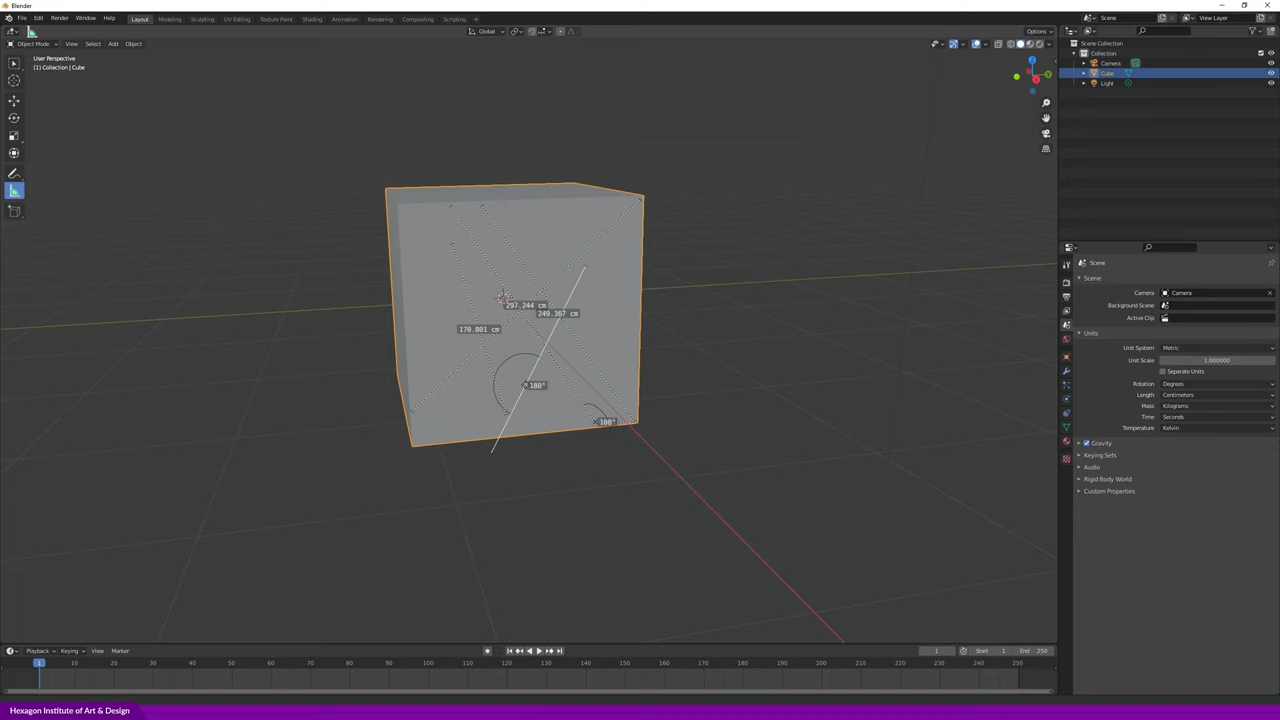 Blender
File Edit Render Window Help Layout Modeling Sculpting UV Editing Texture Paint Shading Animation Rendering Compositing Scripting + Scene View Layer
Global Options
Object Mode View Select Add Object
User Perspective
(1) Collection | Cube
Z
Y
X
297.244 cm
249.367 cm
170.801 cm
180°
108°
Scene Collection
Collection
Camera
Cube
Light
Scene
Scene
Camera Camera
Background Scene
Active Clip
Units
Unit System Metric
Unit Scale 1.000000
Separate Units
Rotation Degrees
Length Centimeters
Mass Kilograms
Time Seconds
Temperature Kelvin
Gravity
Keying Sets
Audio
Rigid Body World
Custom Properties
Playback Keying View Marker 1 Start 1 End 250
1 10 20 30 40 50 60 70 80 90 100 110 120 130 140 150 160 170 180 190 200 210 220 230 240 250
Hexagon Institute of Art & Design